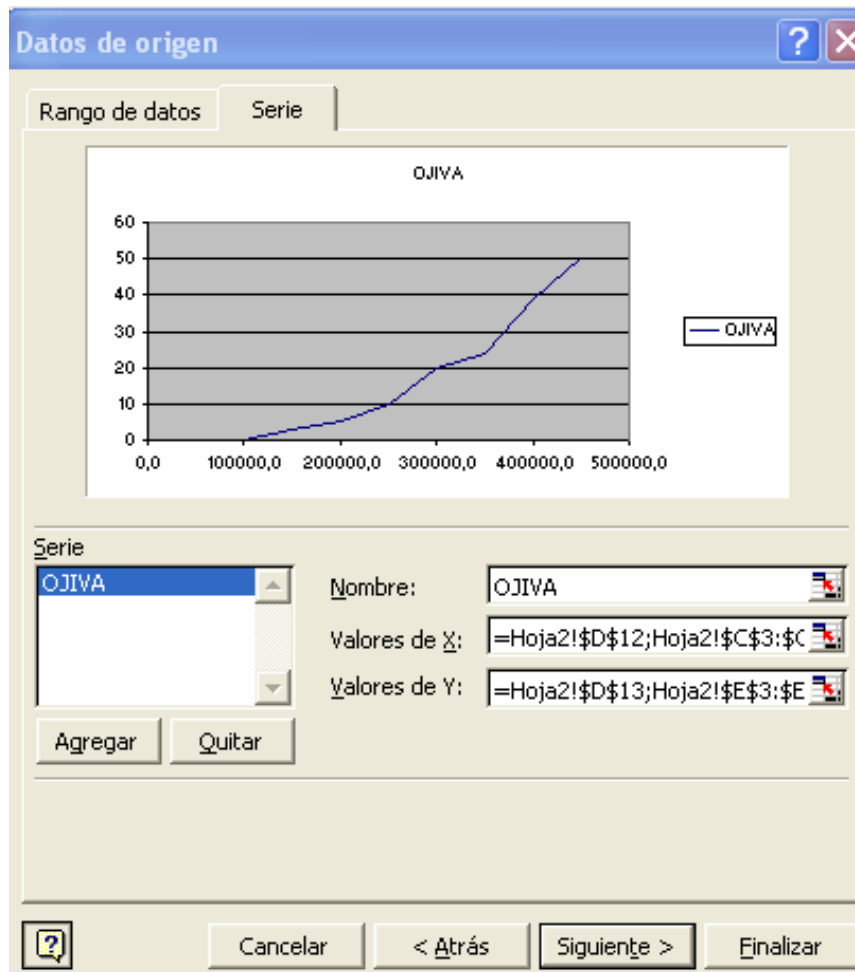 Datos de origen
Rango de datos Serie
OJIVA
60
50
40
30
20
10
0
0,0 100000,0 200000,0 300000,0 400000,0 500000,0
OJIVA
Serie
OJIVA
Nombre: OJIVA
Valores de X: =Hoja2!$D$12;Hoja2!$C$3:$C
Valores de Y: =Hoja2!$D$13;Hoja2!$E$3:$E
Agregar Quitar
Cancelar < Atrás Siguiente > Finalizar